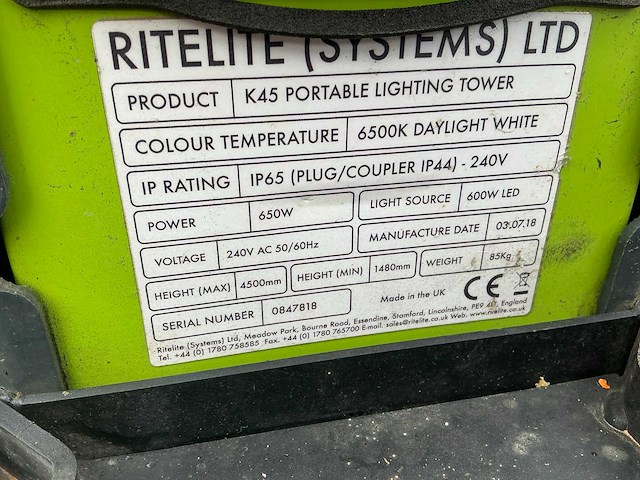 RITELITE (SYSTEMS) LTD
PRODUCT K45 PORTABLE LIGHTING TOWER
COLOUR TEMPERATURE 6500K DAYLIGHT WHITE
IP RATING IP65 (PLUG/COUPLER IP44) - 240V
POWER 650W LIGHT SOURCE 600W LED
VOLTAGE 240V AC 50/60Hz MANUFACTURE DATE 03.07.18
HEIGHT (MAX) 4500mm HEIGHT (MIN) 1480mm WEIGHT 85Kg
SERIAL NUMBER 0847818 Made in the UK CE
Ritelite (Systems) Ltd, Meadow Park, Bourne Road, Essendine, Stamford, Lincolnshire, PE9 4LT, England
Tel. +44 (0) 1780 758585 Fax. +44 (0) 1780 765700 E-mail. sales@ritelite.co.uk Web. www.ritelite.co.uk